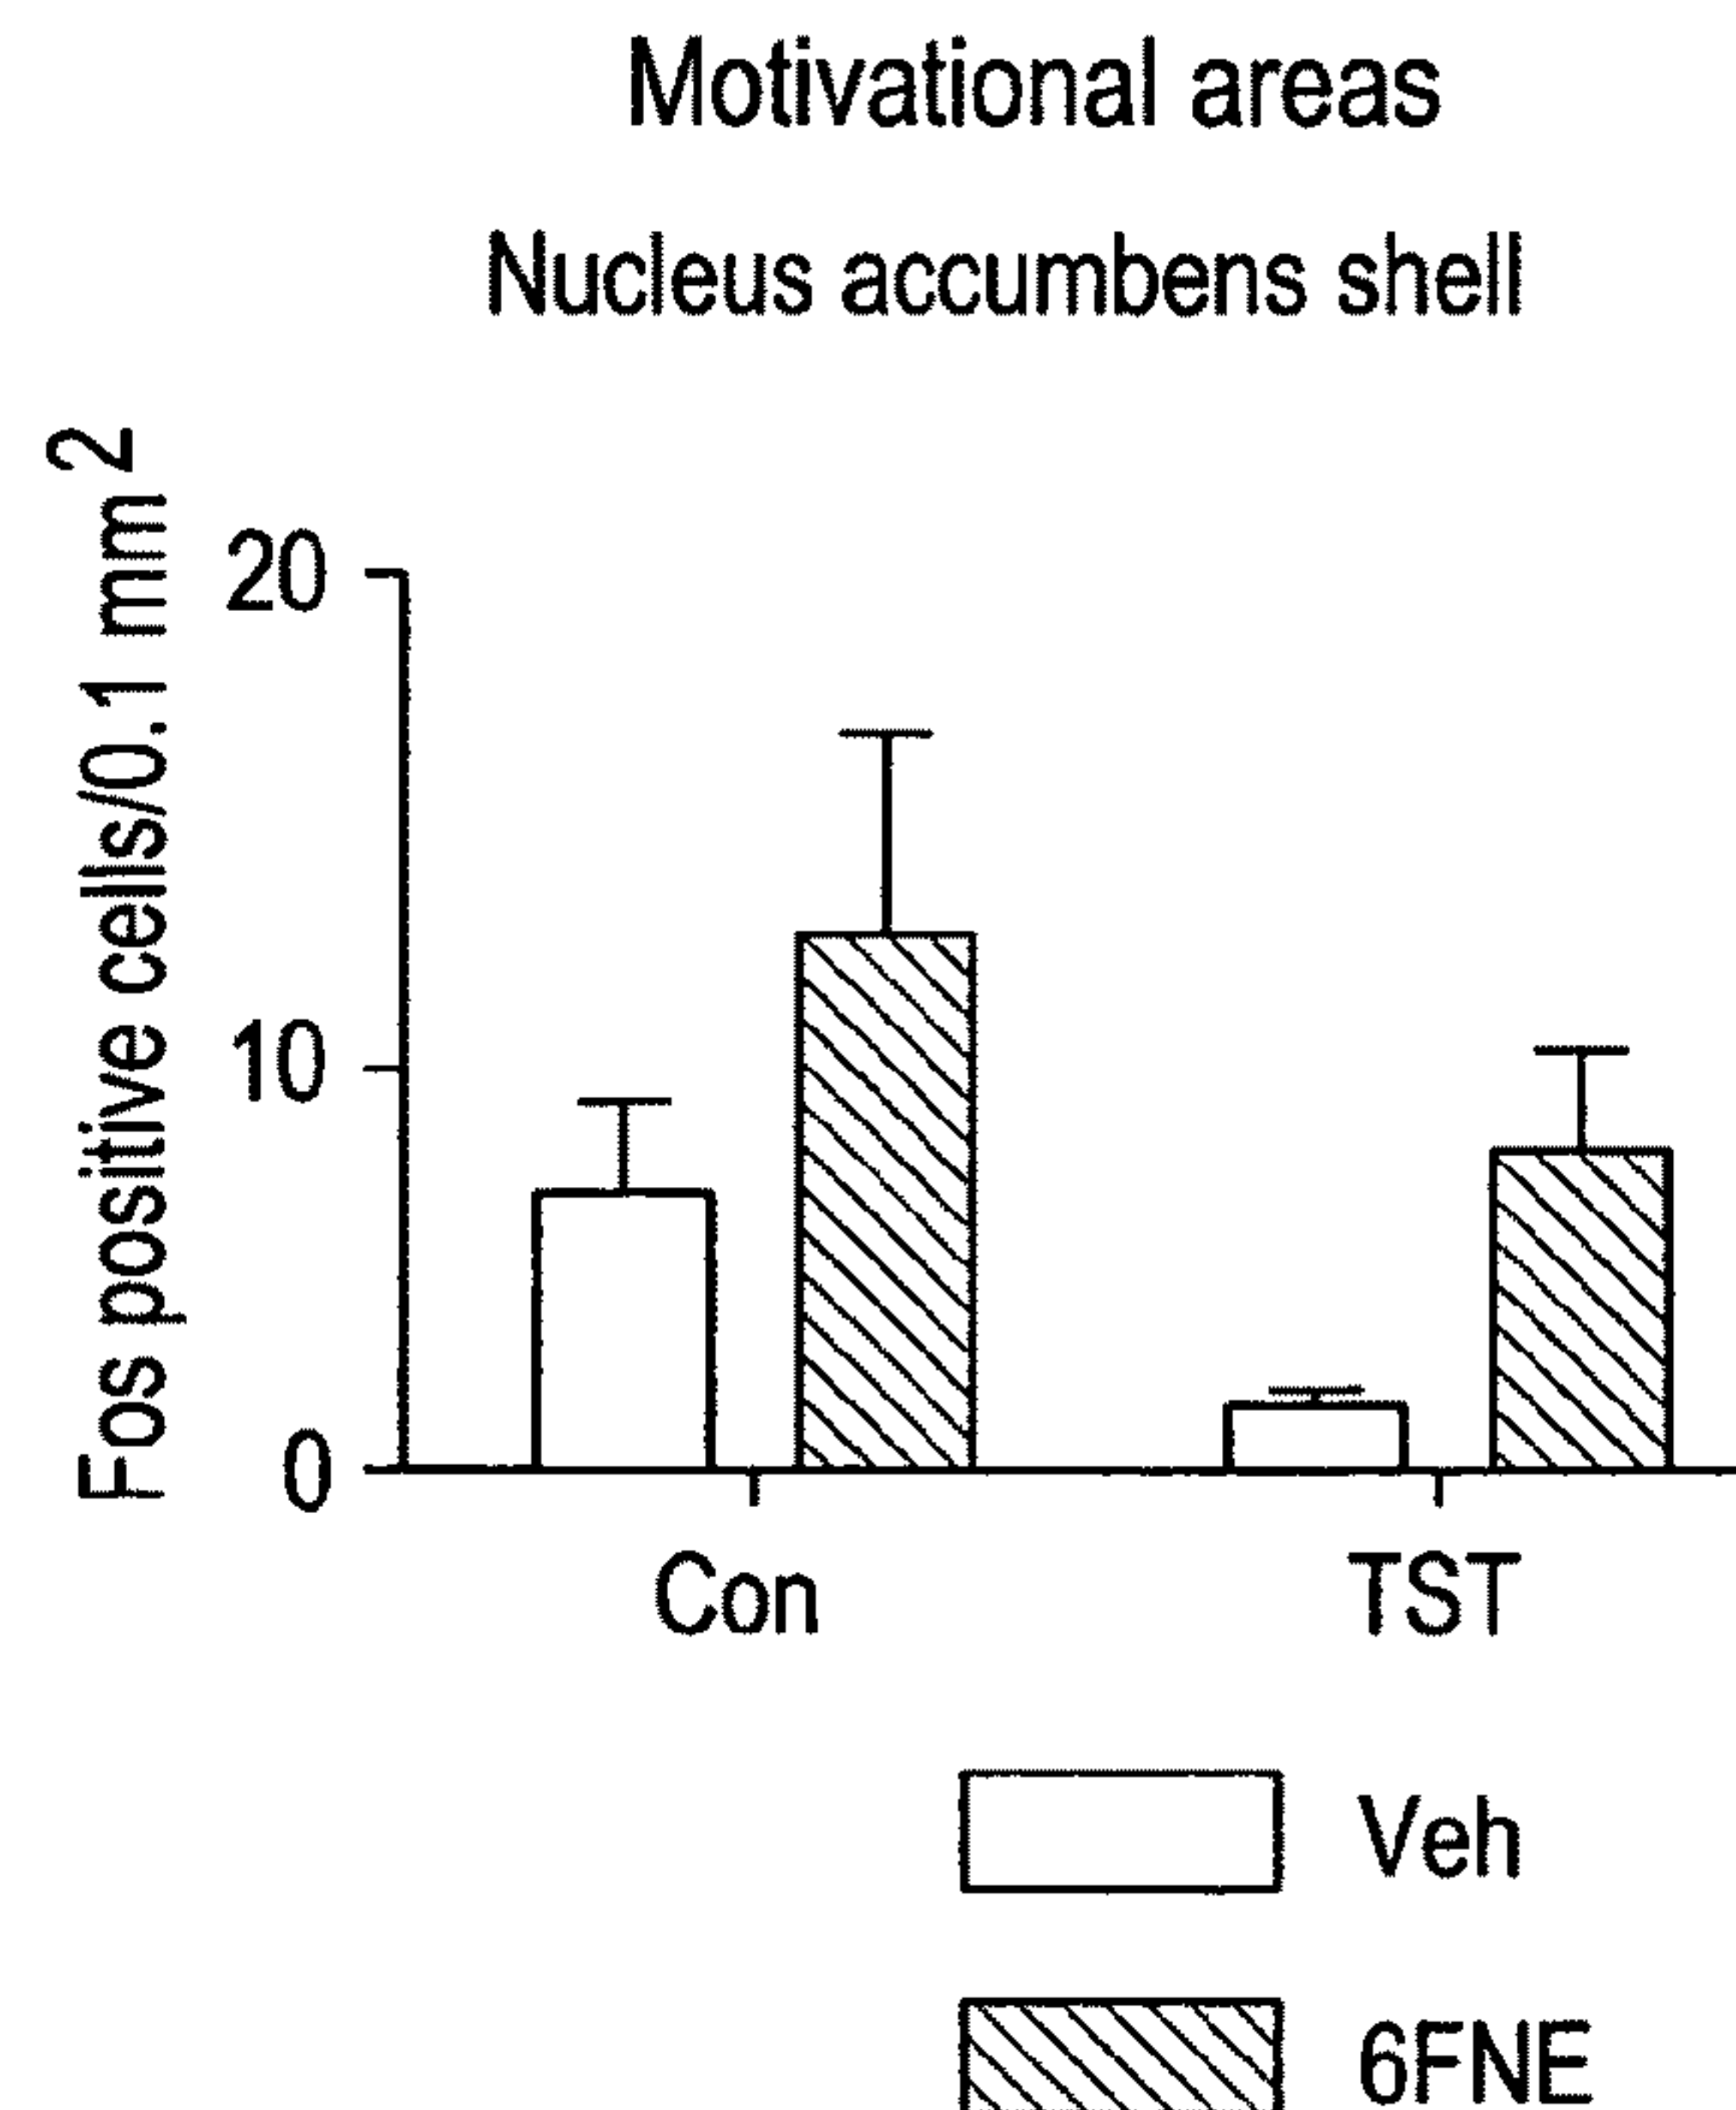 Motivational areas
Nucleus accumbens shell
Fos positive cells/0.1 mm²
20
10
0
Con
TST
Veh
6FNE